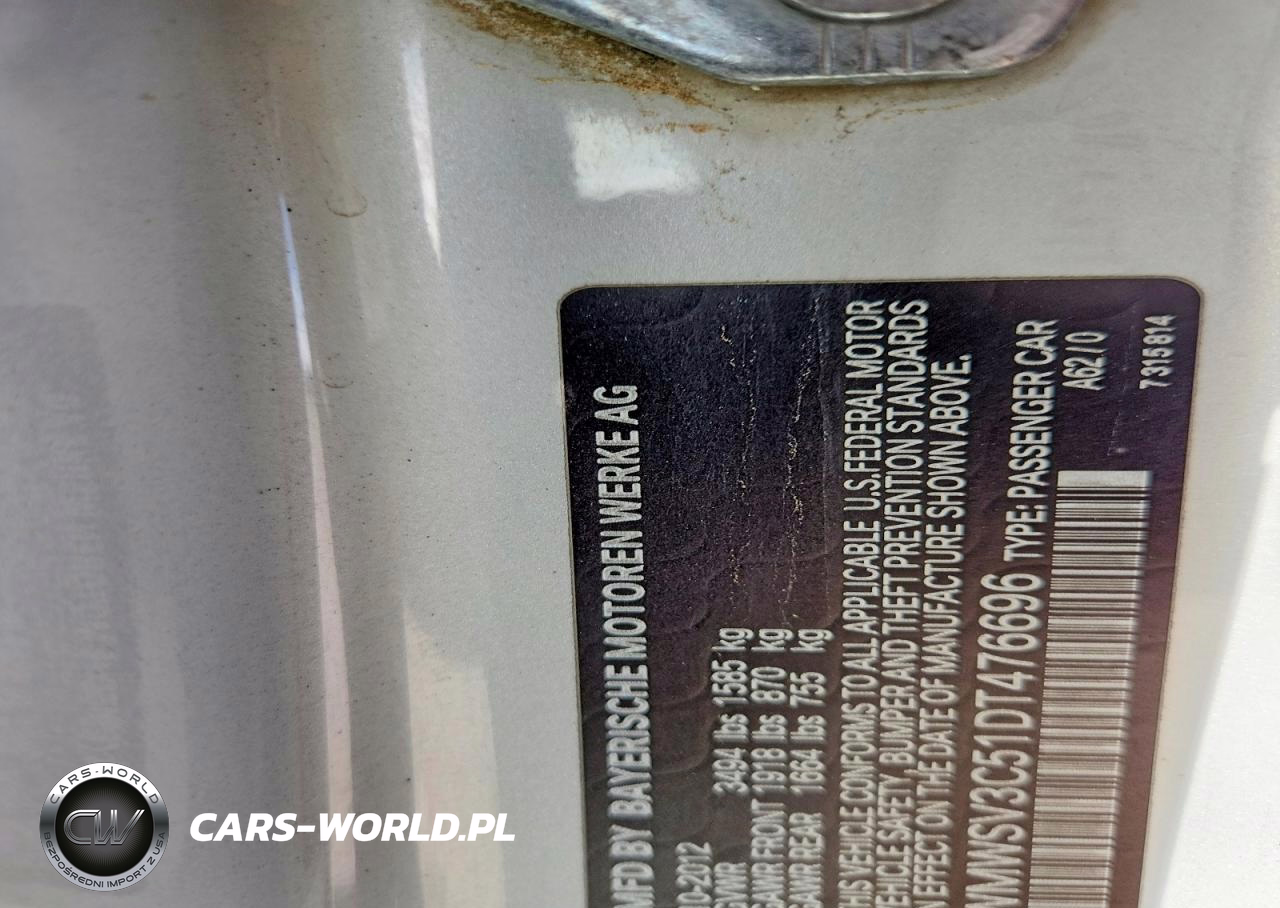 MFD BY BAYERISCHE MOTOREN WERKE AG
10-2012
GVWR 3494 lbs 1585 kg
GAWR FRONT 1918 lbs 870 kg
GAWR REAR 1664 lbs 755 kg
THIS VEHICLE CONFORMS TO ALL APPLICABLE U.S.FEDERAL MOTOR
VEHICLE SAFETY, BUMPER AND THEFT PREVENTION STANDARDS
IN EFFECT ON THE DATE OF MANUFACTURE SHOWN ABOVE.
WMWSV3C51DT476696 TYPE: PASSENGER CAR
A62/0
7315814
CARS-WORLD
CW
BEZPOŚREDNI IMPORT Z USA
CARS-WORLD.PL